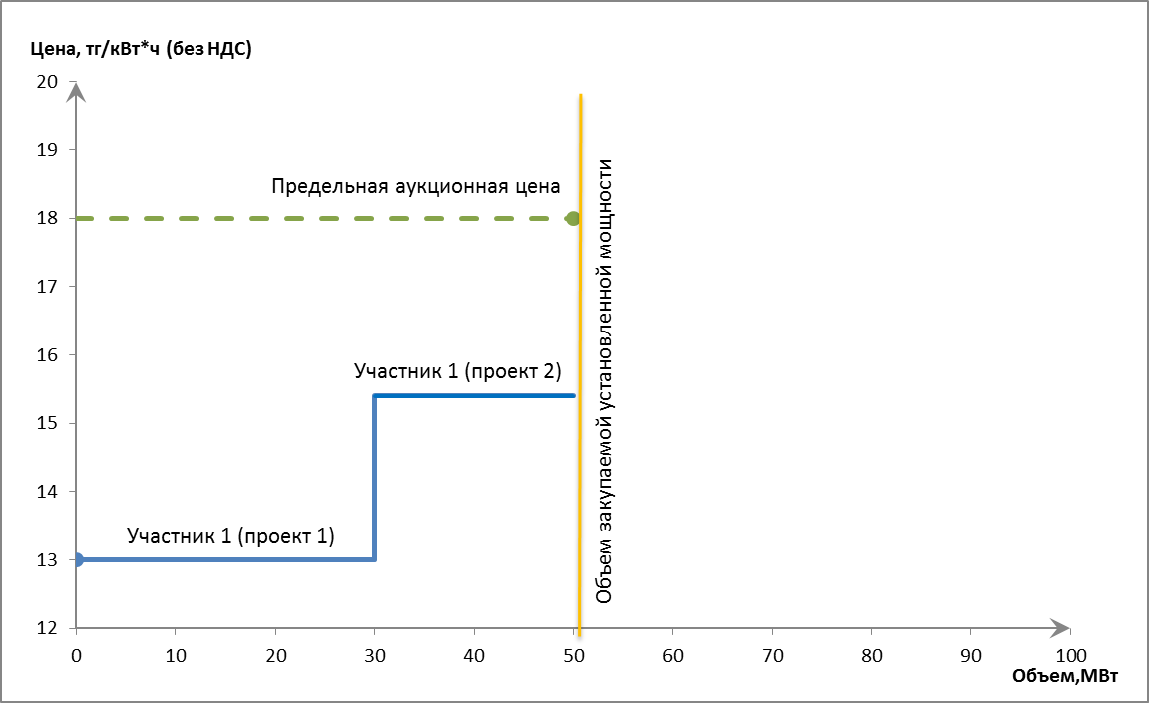 Цена, тг/кВт*ч (без НДС)
20
19
18
17
16
15
14
13
12
Предельная аукционная цена
Участник 1 (проект 2)
Участник 1 (проект 1)
Объем закупаемой установленной мощности
0 10 20 30 40 50 60 70 80 90 100
Объем,МВт